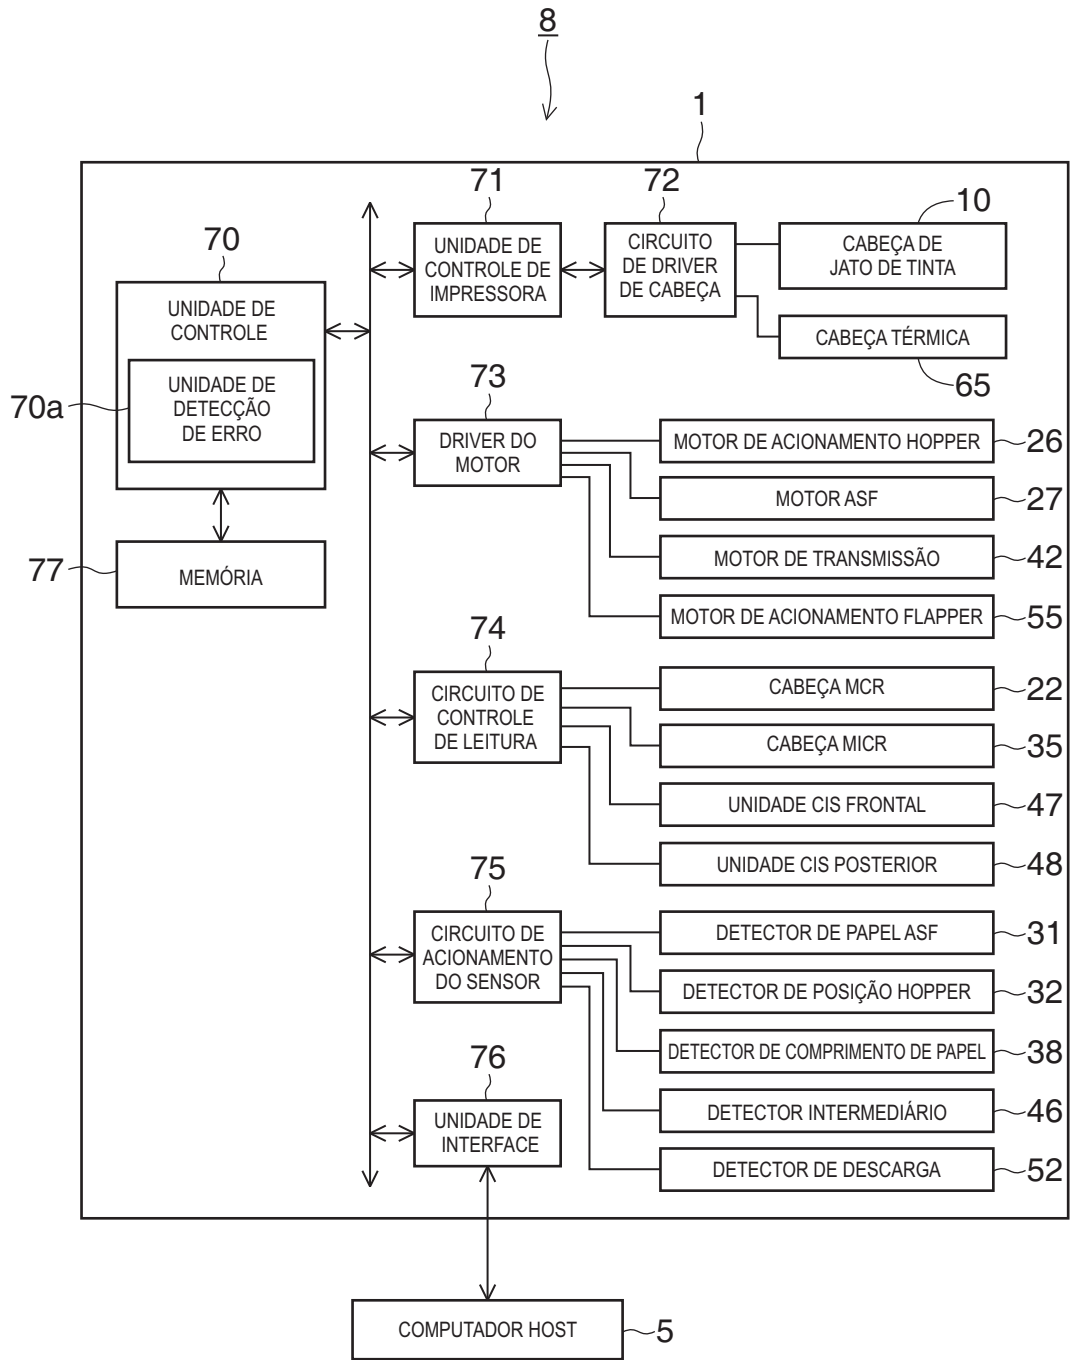 8
1
71
72
10
70
UNIDADE DE
CONTROLE DE
IMPRESSORA
CIRCUITO
DE DRIVER
DE CABEÇA
CABEÇA DE
JATO DE TINTA
UNIDADE DE
CONTROLE
CABEÇA TÉRMICA
65
70a
UNIDADE DE
DETECÇÃO
DE ERRO
73
DRIVER DO
MOTOR
MOTOR DE ACIONAMENTO HOPPER
26
MOTOR ASF
27
77
MEMÓRIA
MOTOR DE TRANSMISSÃO
42
MOTOR DE ACIONAMENTO FLAPPER
55
74
CIRCUITO DE
CONTROLE
DE LEITURA
CABEÇA MCR
22
CABEÇA MICR
35
UNIDADE CIS FRONTAL
47
UNIDADE CIS POSTERIOR
48
75
CIRCUITO DE
ACIONAMENTO
DO SENSOR
DETECTOR DE PAPEL ASF
31
DETECTOR DE POSIÇÃO HOPPER
32
DETECTOR DE COMPRIMENTO DE PAPEL
38
76
UNIDADE DE
INTERFACE
DETECTOR INTERMEDIÁRIO
46
DETECTOR DE DESCARGA
52
COMPUTADOR HOST
5